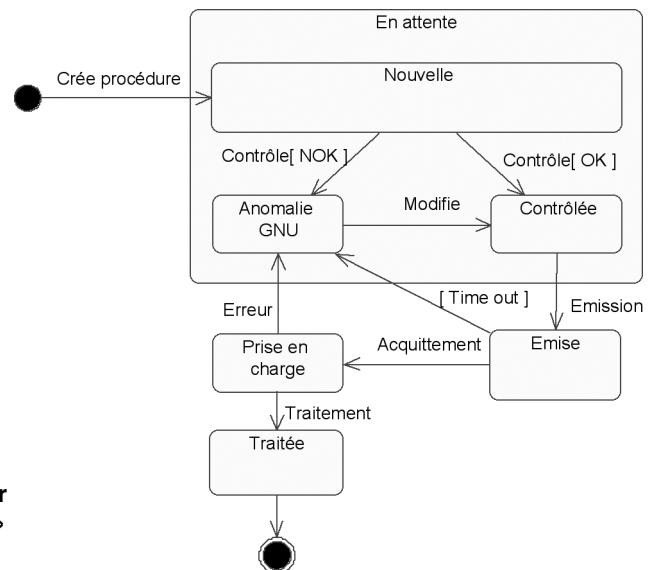 En attente
Nouvelle
Crée procédure
Contrôle[ NOK ]
Contrôle[ OK ]
Anomalie
GNU
Modifie
Contrôlée
[ Time out ]
Erreur
Emission
Prise en
charge
Acquittement
Emise
Traitement
Traitée
r